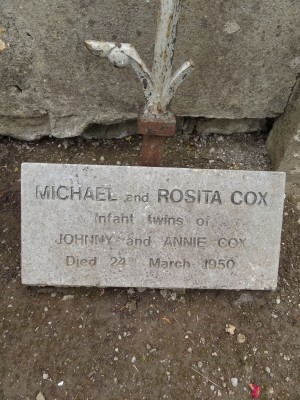 MICHAEL and ROSITA COX
Infant twins of
JOHNNY and ANNIE COX
Died 24th March 1950